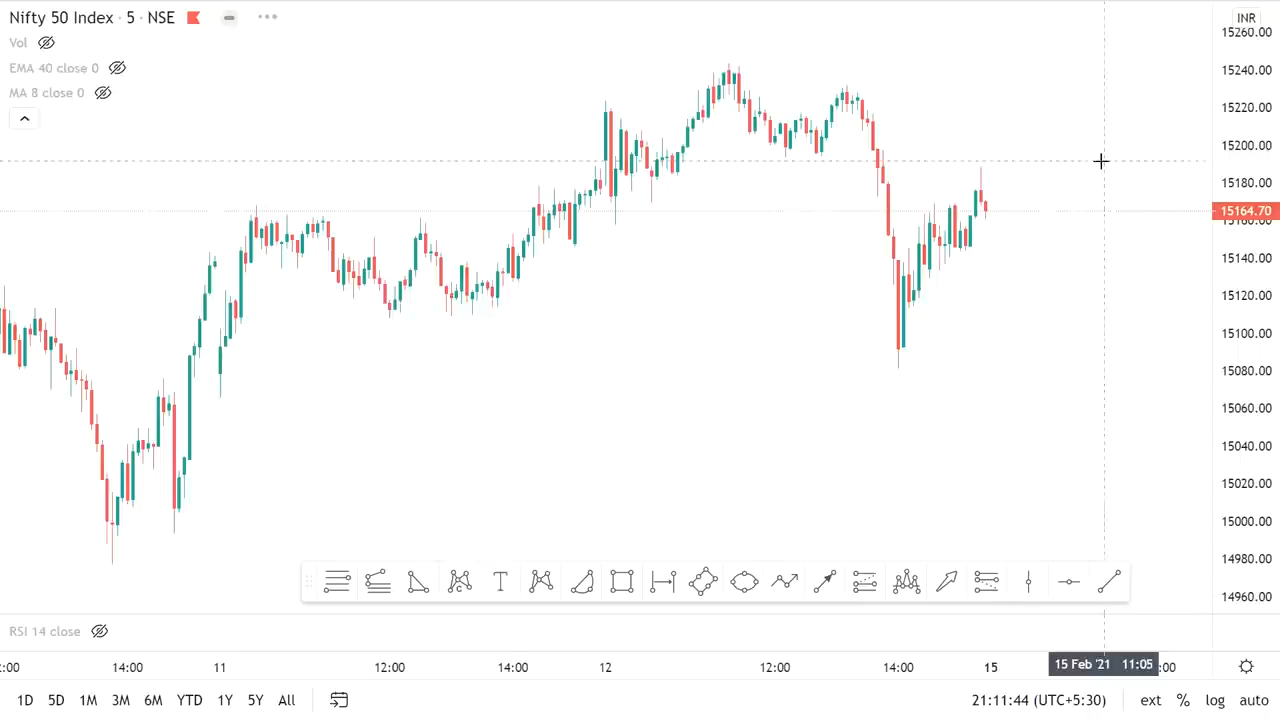 Nifty 50 Index · 5 · NSE
INR
Vol
EMA 40 close 0
MA 8 close 0
15260.00
15240.00
15220.00
15200.00
15180.00
15164.70
15160.00
15140.00
15120.00
15100.00
15080.00
15060.00
15040.00
15020.00
15000.00
14980.00
14960.00
T
C
RSI 14 close
:00 14:00 11 12:00 14:00 12 12:00 14:00 15 15 Feb '21 11:05 :00
1D 5D 1M 3M 6M YTD 1Y 5Y All 21:11:44 (UTC+5:30) ext % log auto